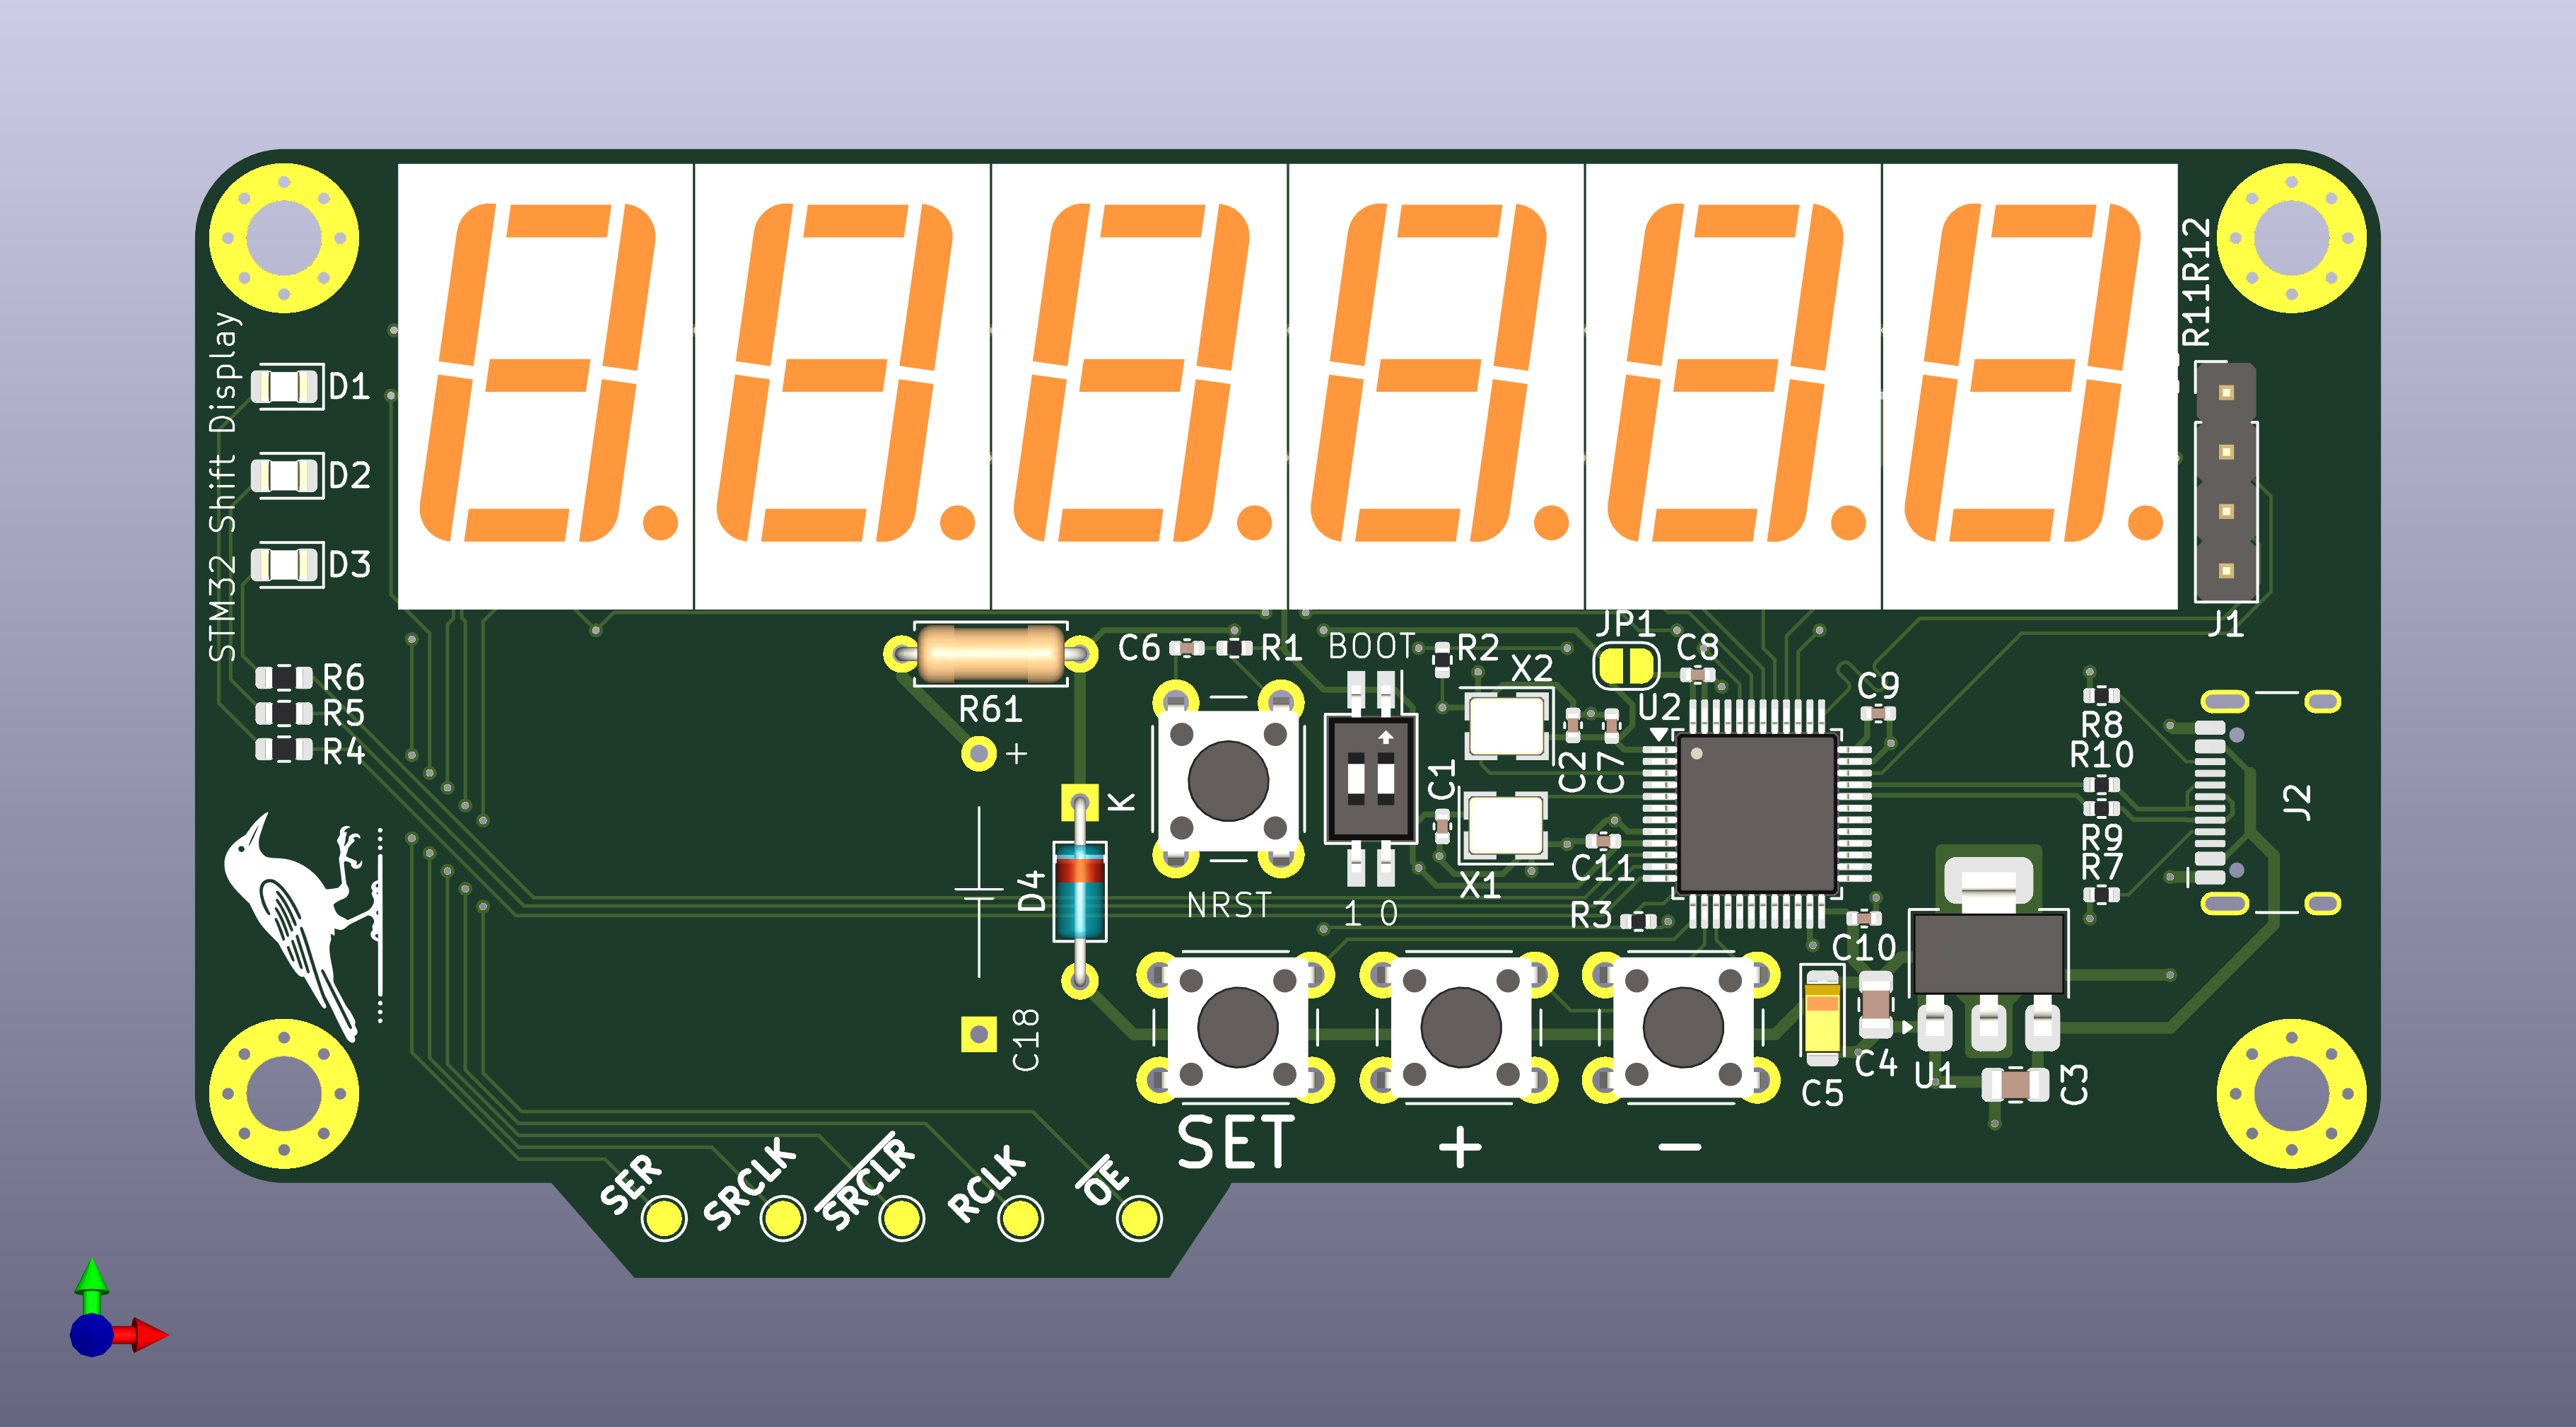 R11R12
STM32 Shift Display
D1
D2
D3
J1
JP1
C6
R1
BOOT
R2
C8
X2
R6
R5
R4
R61
+
U2
C9
R8
R10
K
C1
C2
C7
J2
R9
R7
C11
X1
D4
NRST
1 0
R3
C10
C18
C4
C5
U1
C3
SET
+
−
SER
SRCLK
SRCLR
RCLK
OE